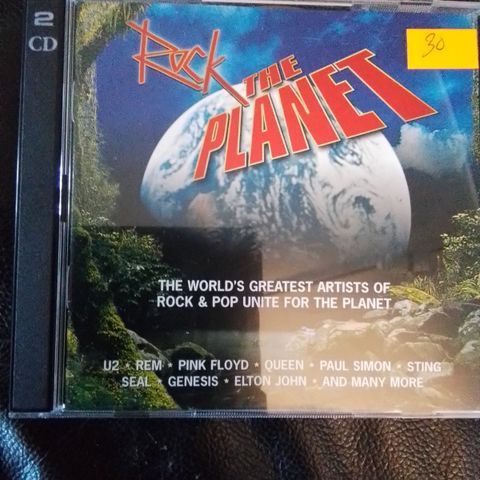 2
CD
Rock
THE
PLANET
30
THE WORLD'S GREATEST ARTISTS OF
ROCK & POP UNITE FOR THE PLANET
U2 ★ REM ★ PINK FLOYD ★ QUEEN ★ PAUL SIMON ★ STING
SEAL ★ GENESIS ★ ELTON JOHN ★ AND MANY MORE